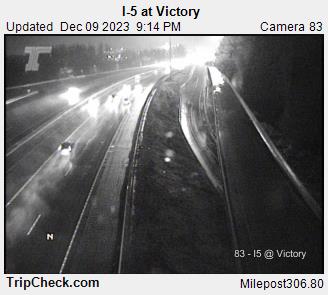 I-5 at Victory
Updated Dec 09 2023 9:14 PM Camera 83
T
N
83 - I5 @ Victory
TripCheck.com Milepost306.80